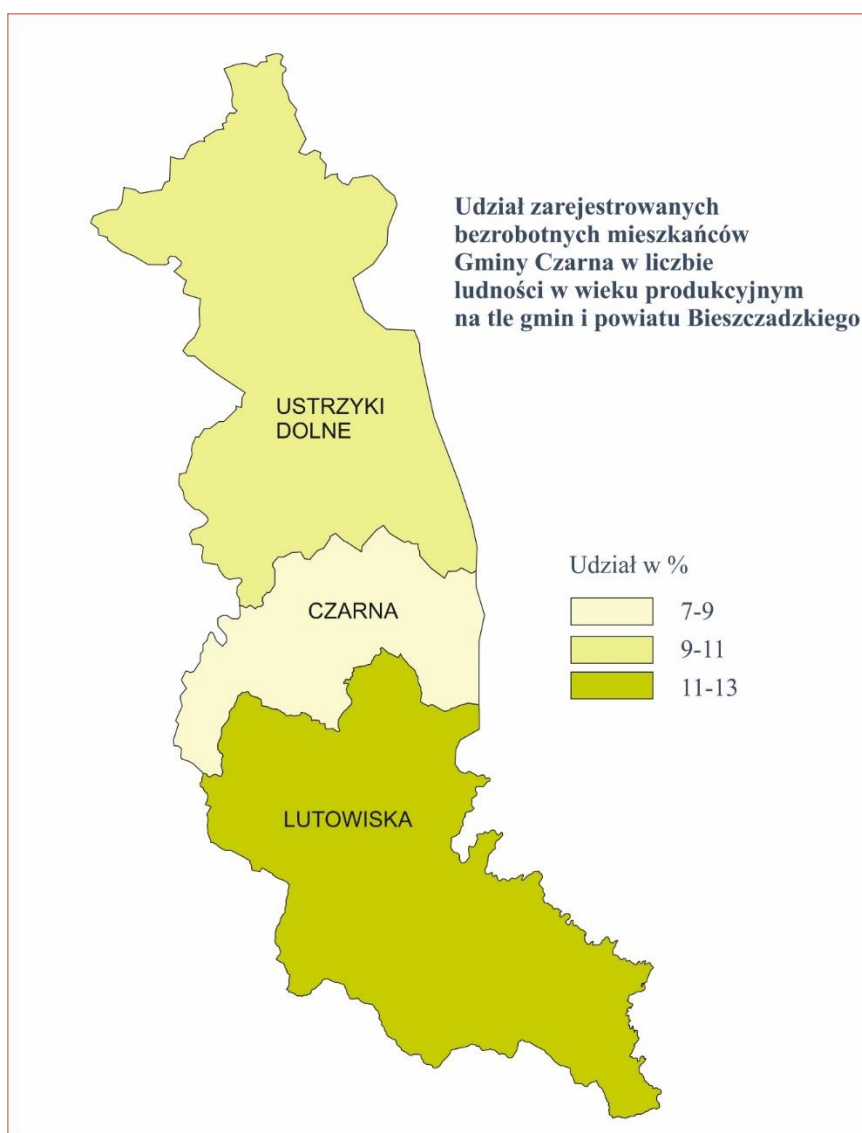 Udział zarejestrowanych
bezrobotnych mieszkańców
Gminy Czarna w liczbie
ludności w wieku produkcyjnym
na tle gmin i powiatu Bieszczadzkiego
USTRZYKI
DOLNE
CZARNA
LUTOWISKA
Udział w %
7-9
9-11
11-13